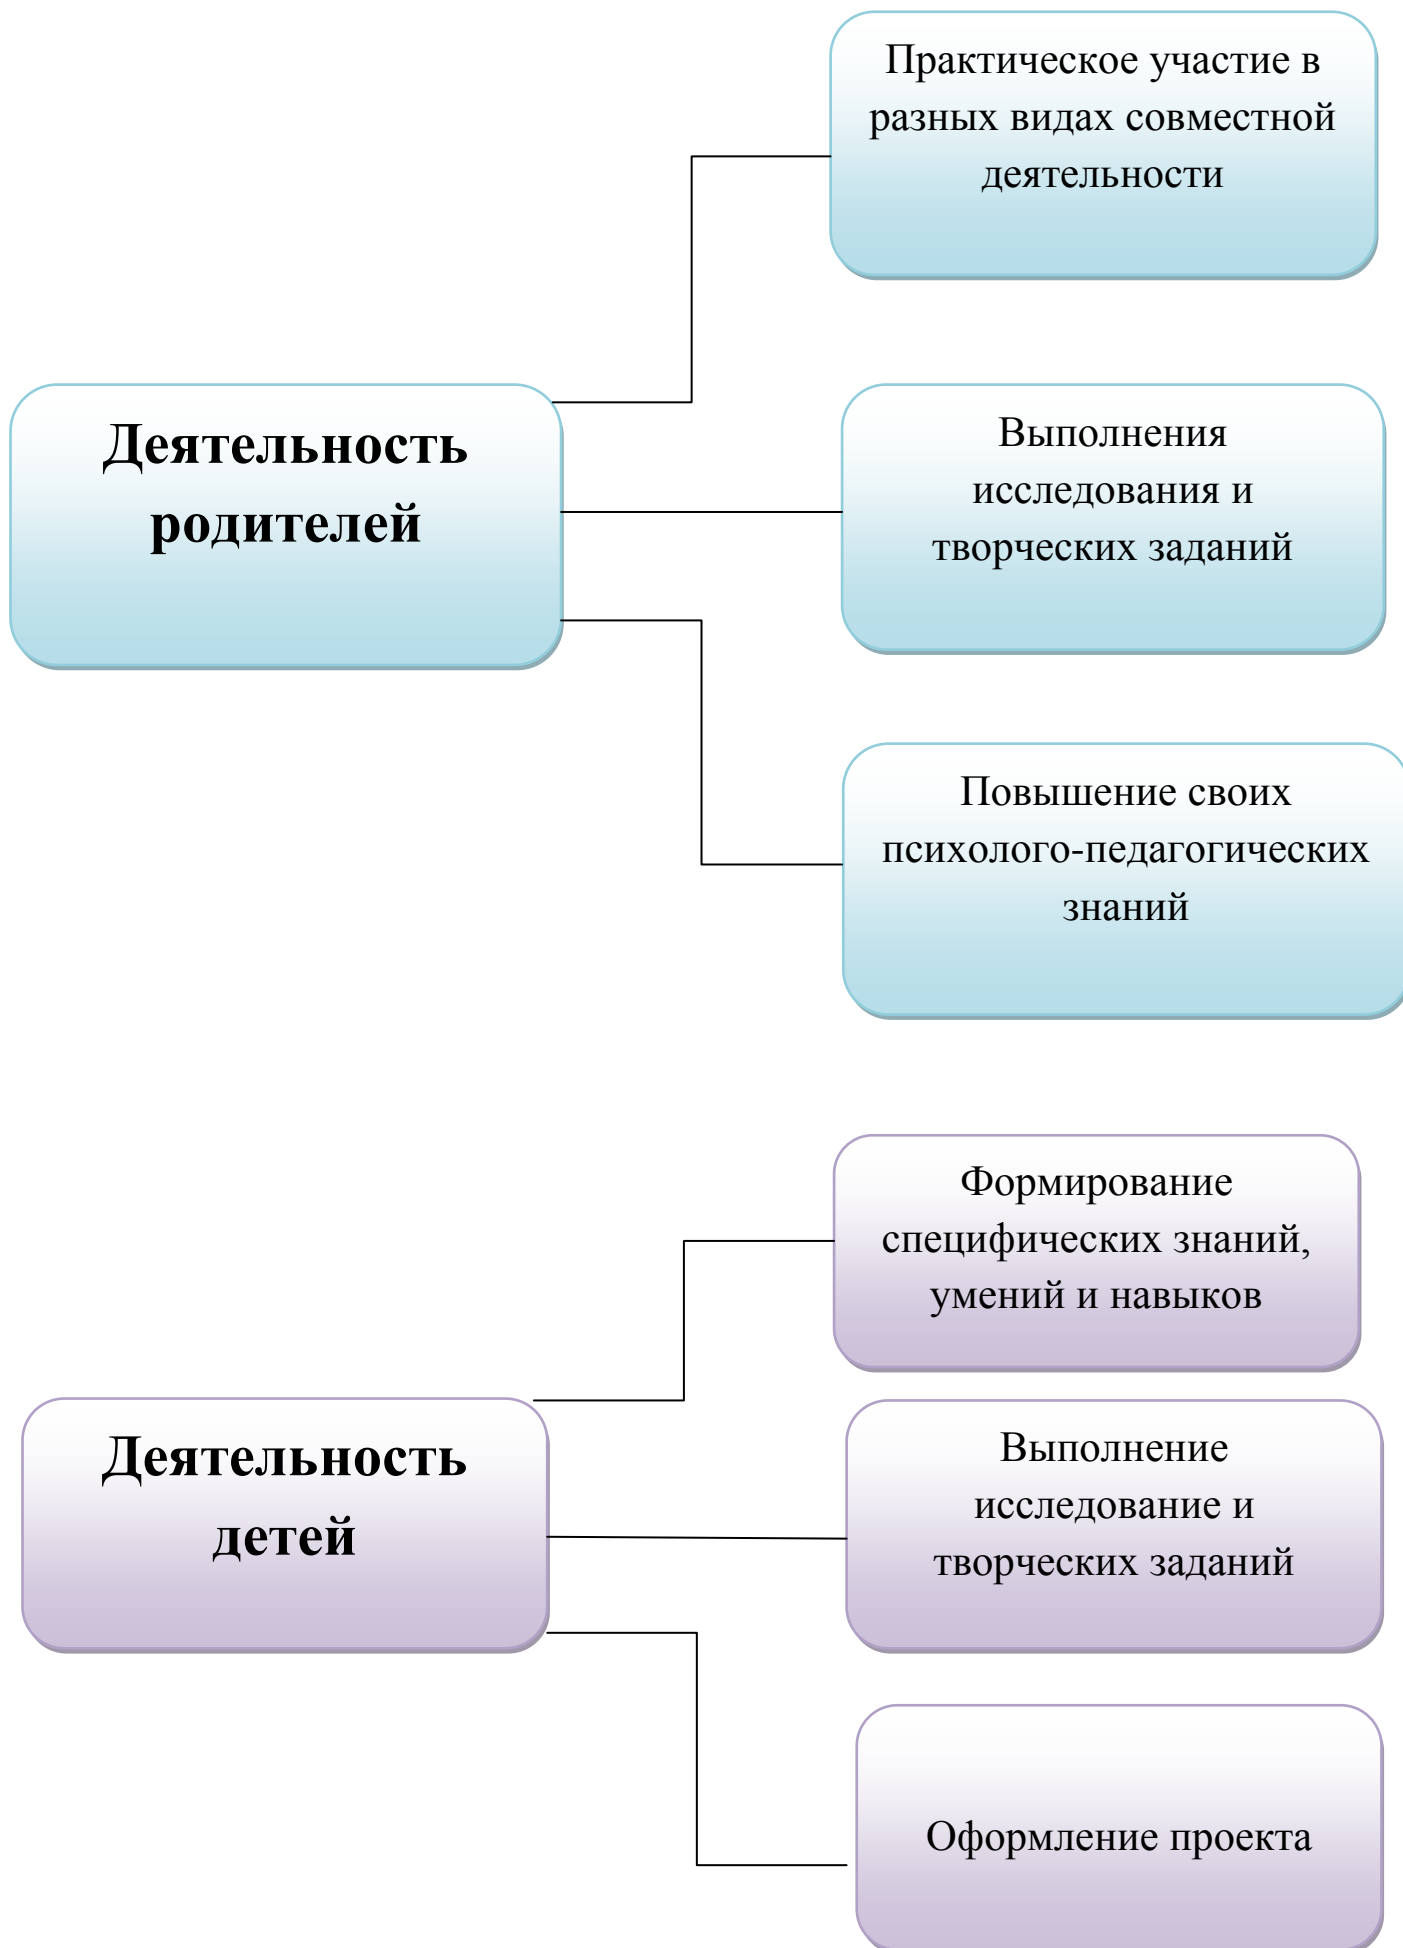 Практическое участие в
разных видах совместной
деятельности
Деятельность
родителей
Выполнения
исследования и
творческих заданий
Повышение своих
психолого-педагогических
знаний
Формирование
специфических знаний,
умений и навыков
Деятельность
детей
Выполнение
исследование и
творческих заданий
Оформление проекта